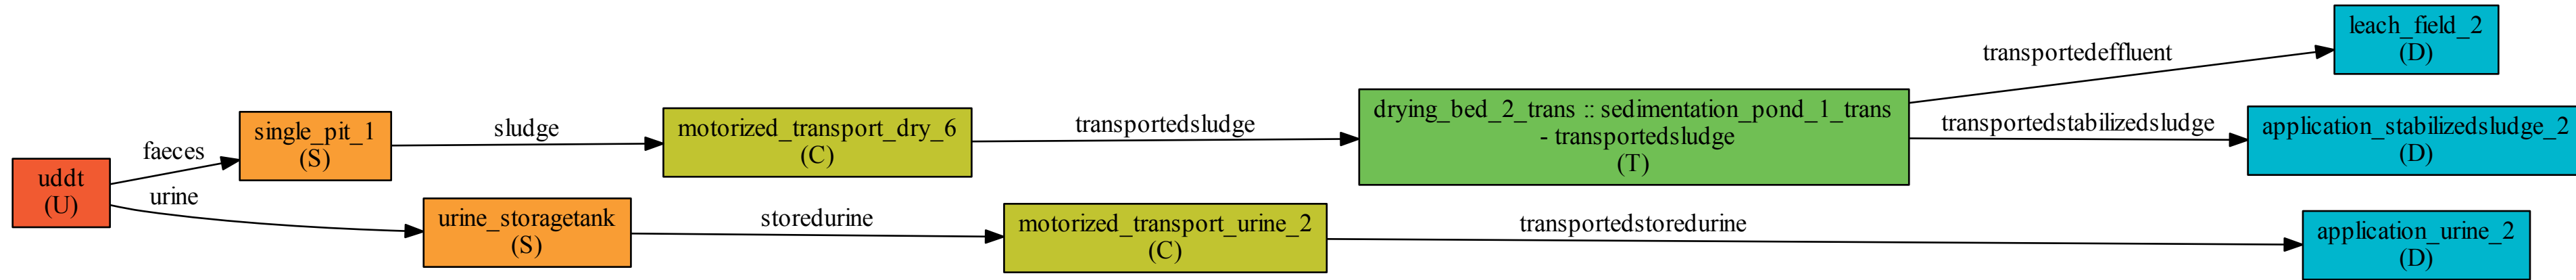 uddt
(U)
faeces
urine
single_pit_1
(S)
urine_storagetank
(S)
sludge
storedurine
motorized_transport_dry_6
(C)
motorized_transport_urine_2
(C)
transportedsludge
transportedstoredurine
drying_bed_2_trans :: sedimentation_pond_1_trans
- transportedsludge
(T)
transportedeffluent
transportedstabilizedsludge
leach_field_2
(D)
application_stabilizedsludge_2
(D)
application_urine_2
(D)